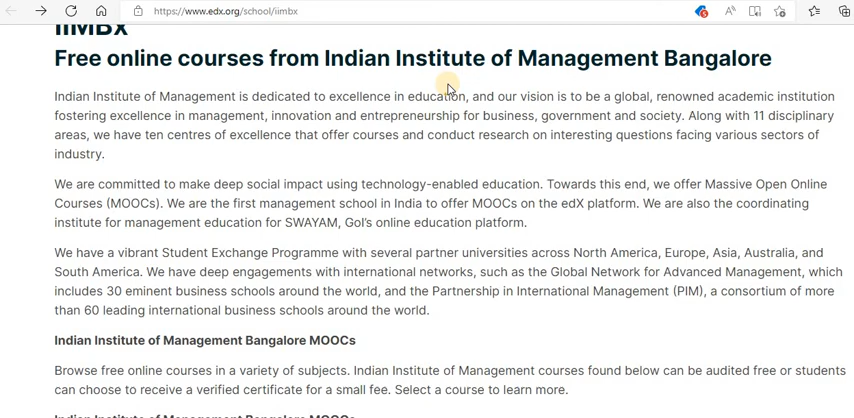 https://www.edx.org/school/iimbx
IIMBx
Free online courses from Indian Institute of Management Bangalore
Indian Institute of Management is dedicated to excellence in education, and our vision is to be a global, renowned academic institution
fostering excellence in management, innovation and entrepreneurship for business, government and society. Along with 11 disciplinary
areas, we have ten centres of excellence that offer courses and conduct research on interesting questions facing various sectors of
industry.
We are committed to make deep social impact using technology-enabled education. Towards this end, we offer Massive Open Online
Courses (MOOCs). We are the first management school in India to offer MOOCs on the edX platform. We are also the coordinating
institute for management education for SWAYAM, GoI's online education platform.
We have a vibrant Student Exchange Programme with several partner universities across North America, Europe, Asia, Australia, and
South America. We have deep engagements with international networks, such as the Global Network for Advanced Management, which
includes 30 eminent business schools around the world, and the Partnership in International Management (PIM), a consortium of more
than 60 leading international business schools around the world.
Indian Institute of Management Bangalore MOOCs
Browse free online courses in a variety of subjects. Indian Institute of Management courses found below can be audited free or students
can choose to receive a verified certificate for a small fee. Select a course to learn more.
Indian Institute of Management Bangalore MOOCs